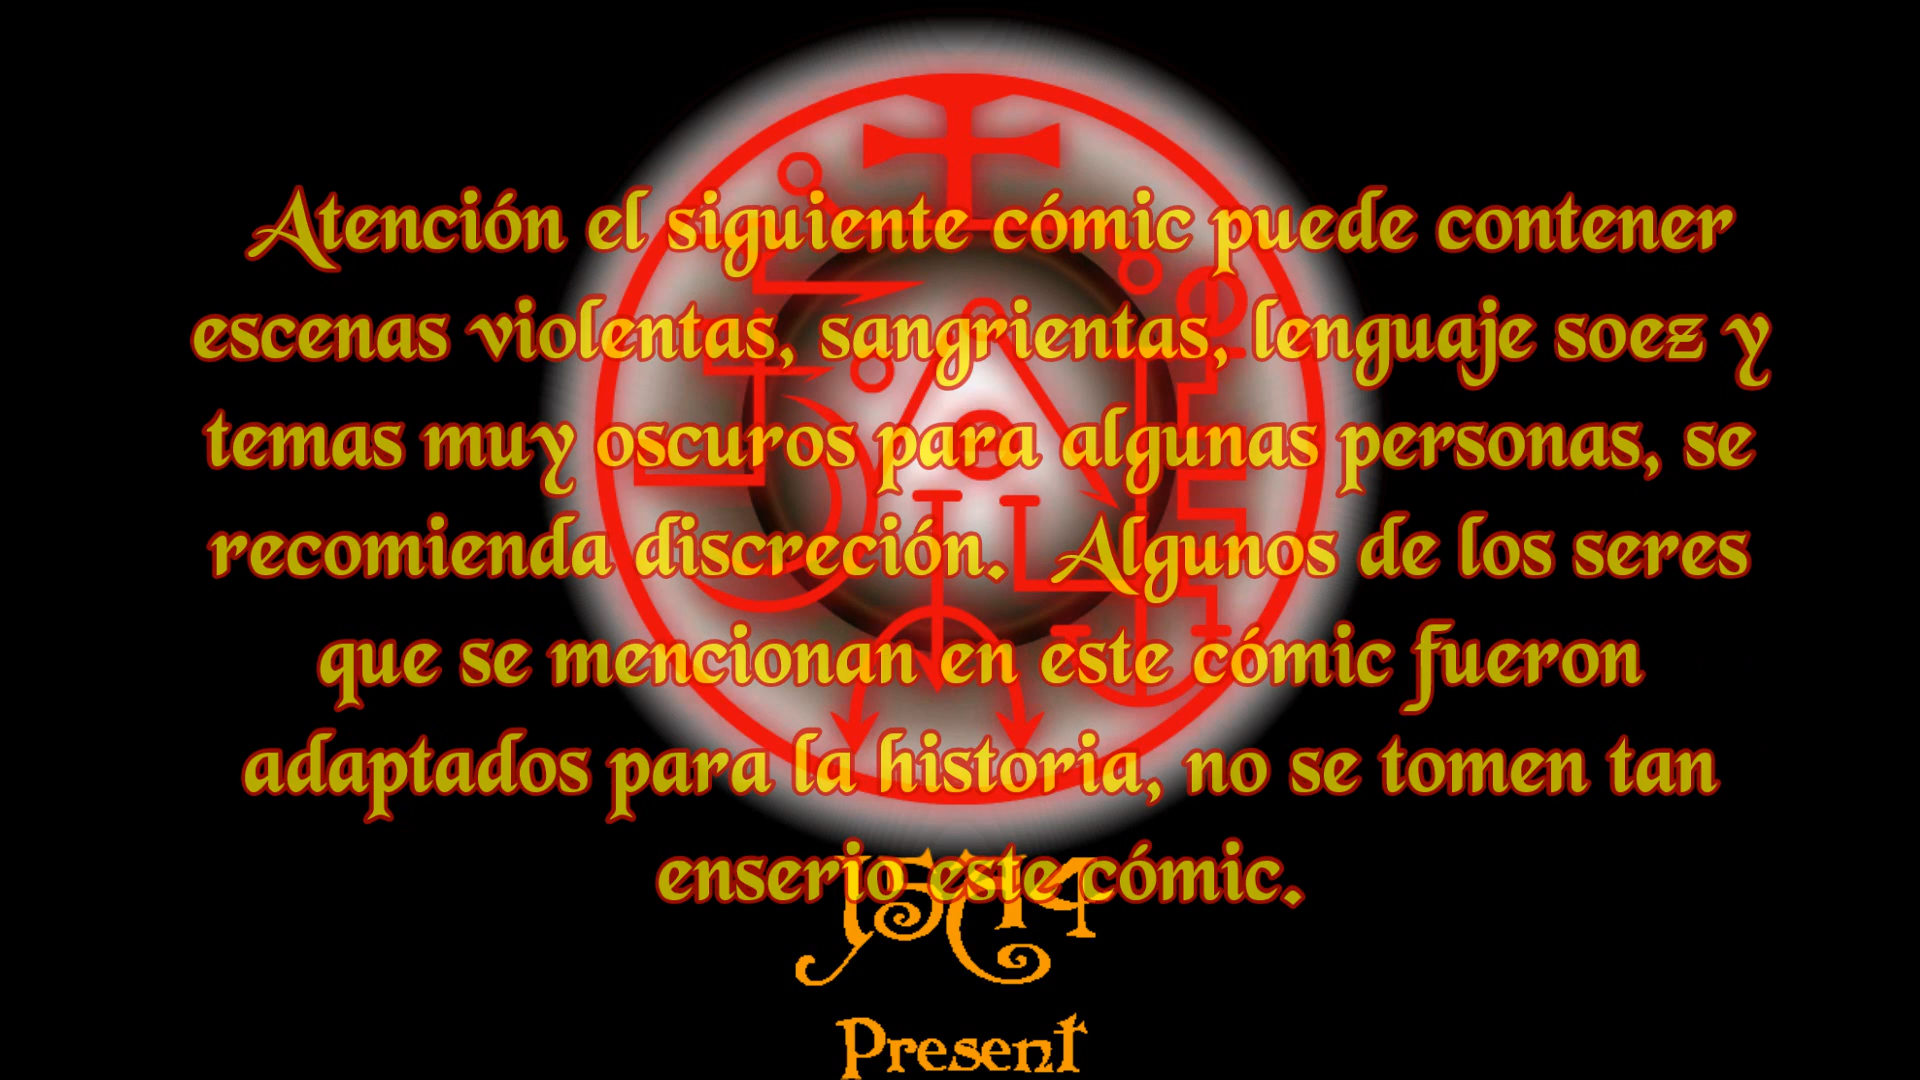 Atención el siguiente cómic puede contener
escenas violentas, sangrientas, lenguaje soez y
temas muy oscuros para algunas personas, se
recomienda discreción. Algunos de los seres
que se mencionan en este cómic fueron
adaptados para la historia, no se tomen tan
enserio este cómic.
Present